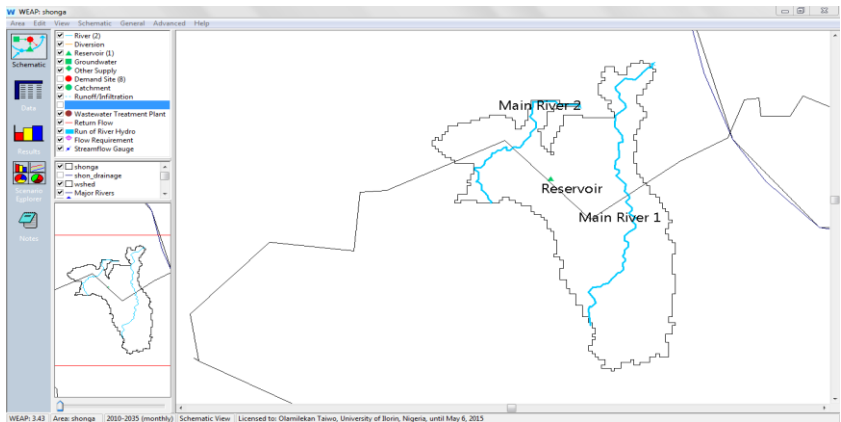 WEAP: shonga
Area Edit View Schematic General Advanced Help
Schematic
Data
Results
Scenario Explorer
Notes
River (2)
Diversion
Reservoir (1)
Groundwater
Other Supply
Demand Site (8)
Catchment
Runoff/Infiltration
Wastewater Treatment Plant
Return Flow
Run of River Hydro
Flow Requirement
Streamflow Gauge
shonga
shon_drainage
wshed
Major Rivers
Main River 2
Reservoir
Main River 1
WEAP: 3.43 Area: shonga 2010-2035 (monthly) Schematic View Licensed to: Olamilekan Taiwo, University of Ilorin, Nigeria, until May 6, 2015